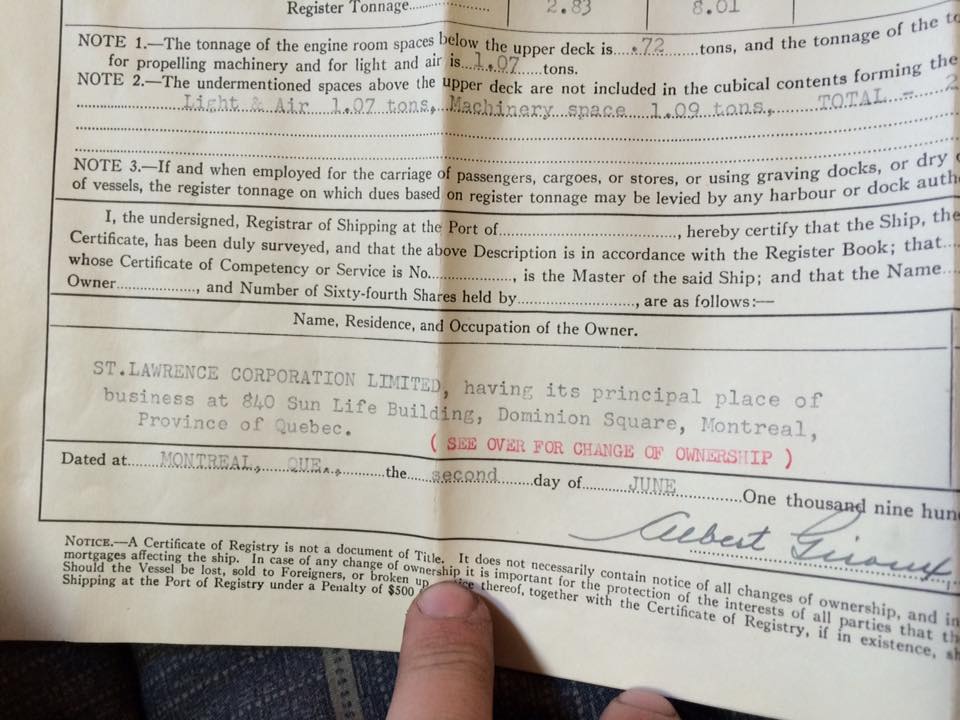 Register Tonnage 2.83 8.01
NOTE 1.—The tonnage of the engine room spaces below the upper deck is .72 tons, and the tonnage of the
for propelling machinery and for light and air is 1.07 tons.
NOTE 2.—The undermentioned spaces above the upper deck are not included in the cubical contents forming the
Light & Air 1.07 tons, Machinery space 1.09 tons, TOTAL - 2
NOTE 3.—If and when employed for the carriage of passengers, cargoes, or stores, or using graving docks, or dry
of vessels, the register tonnage on which dues based on register tonnage may be levied by any harbour or dock auth
I, the undersigned, Registrar of Shipping at the Port of, hereby certify that the Ship, the
Certificate, has been duly surveyed, and that the above Description is in accordance with the Register Book; that
whose Certificate of Competency or Service is No., is the Master of the said Ship; and that the Name
Owner, and Number of Sixty-fourth Shares held by, are as follows:—
Name, Residence, and Occupation of the Owner.
ST.LAWRENCE CORPORATION LIMITED, having its principal place of
business at 840 Sun Life Building, Dominion Square, Montreal,
Province of Quebec.
( SEE OVER FOR CHANGE OF OWNERSHIP )
Dated at MONTREAL, QUE., the second day of JUNE One thousand nine hun
Albert Giroux
NOTICE.—A Certificate of Registry is not a document of Title. It does not necessarily contain notice of all changes of ownership, and in
mortgages affecting the ship. In case of any change of ownership it is important for the protection of the interests of all parties that th
Should the Vessel be lost, sold to Foreigners, or broken up thereof, together with the Certificate of Registry, if in existence, sh
Shipping at the Port of Registry under a Penalty of $500